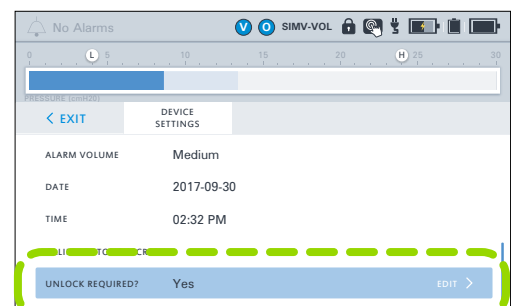 No Alarms V O SIMV-VOL
0 L 5 10 15 20 H 25 30
PRESSURE (cmH20)
< EXIT
DEVICE
SETTINGS
ALARM VOLUME Medium
DATE 2017-09-30
TIME 02:32 PM
UNLOCK REQUIRED? Yes EDIT >